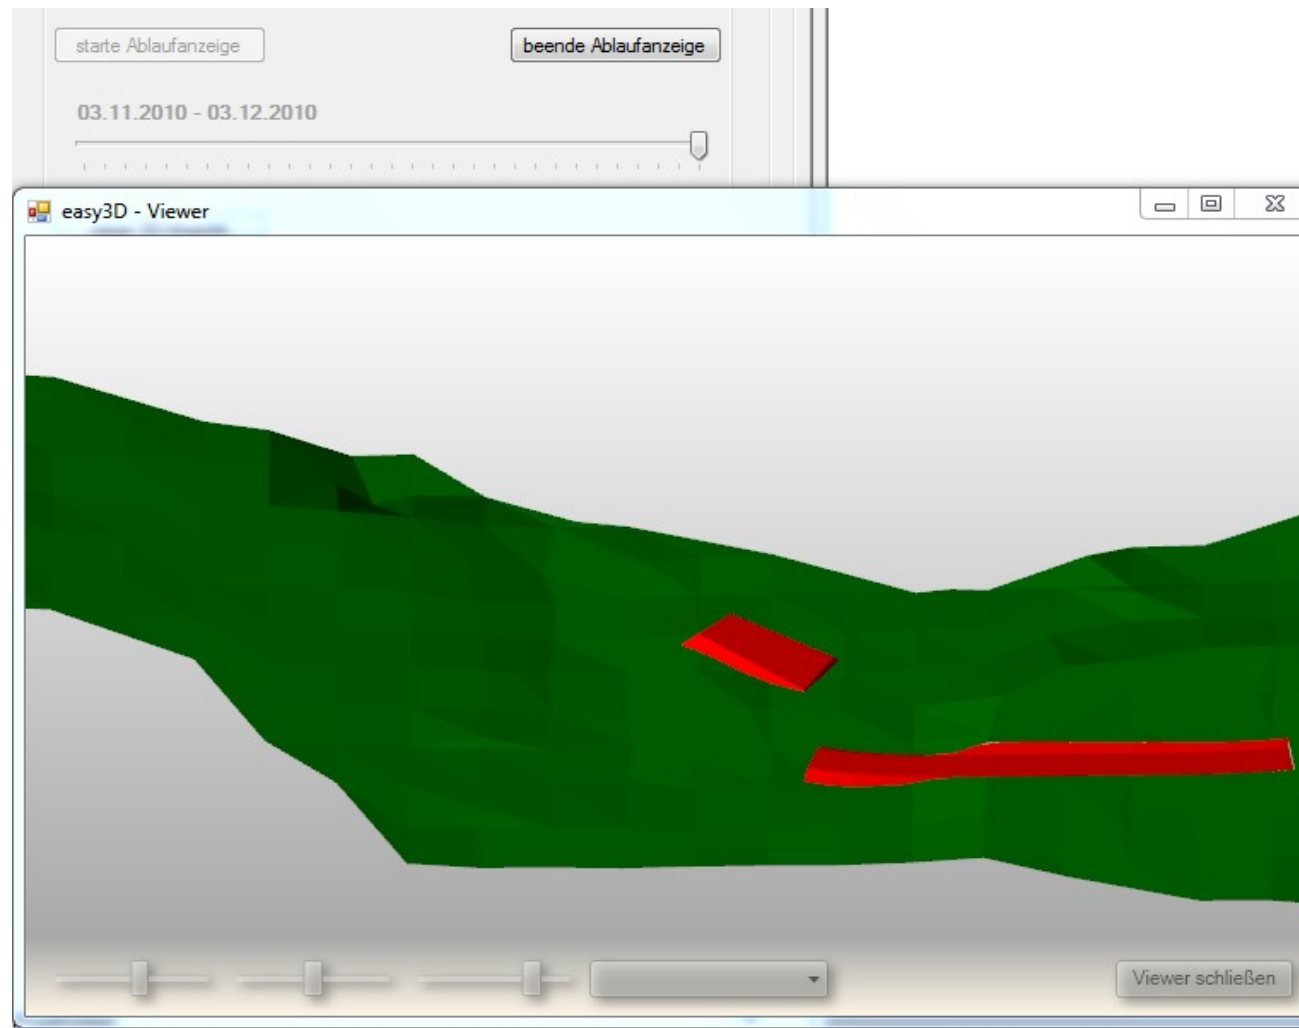 starte Ablaufanzeige
beende Ablaufanzeige
03.11.2010 - 03.12.2010
easy3D - Viewer
Viewer schließen